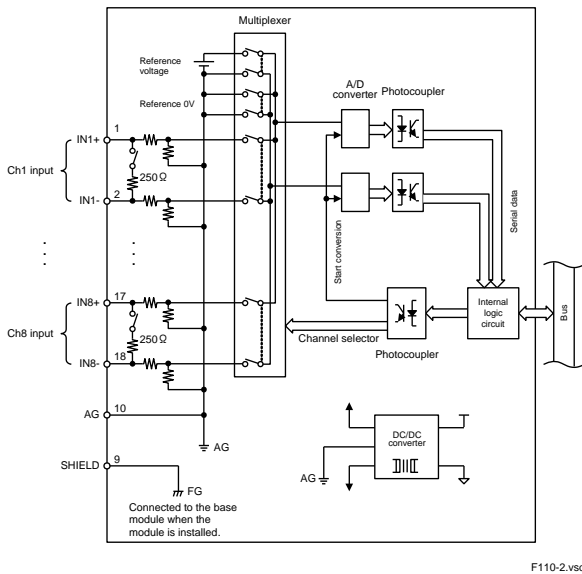 Multiplexer
Reference
voltage
Reference 0V
A/D
converter
Photocoupler
1
IN1+
Ch1 input
250Ω
2
IN1-
Start conversion
Serial data
17
IN8+
Ch8 input
250Ω
18
IN8-
Channel selector
Photocoupler
Internal
logic
circuit
Bus
10
AG
AG
9
SHIELD
FG
Connected to the base
module when the
module is installed.
DC/DC
converter
AG
F110-2.vsd